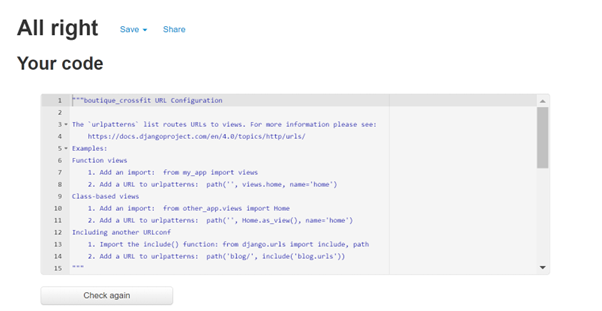 All right Save Share
Your code
1 """boutique_crossfit URL Configuration
2
3 The `urlpatterns` list routes URLs to views. For more information please see:
4 https://docs.djangoproject.com/en/4.0/topics/http/urls/
5 Examples:
6 Function views
7 1. Add an import: from my_app import views
8 2. Add a URL to urlpatterns: path('', views.home, name='home')
9 Class-based views
10 1. Add an import: from other_app.views import Home
11 2. Add a URL to urlpatterns: path('', Home.as_view(), name='home')
12 Including another URLconf
13 1. Import the include() function: from django.urls import include, path
14 2. Add a URL to urlpatterns: path('blog/', include('blog.urls'))
15 """
Check again